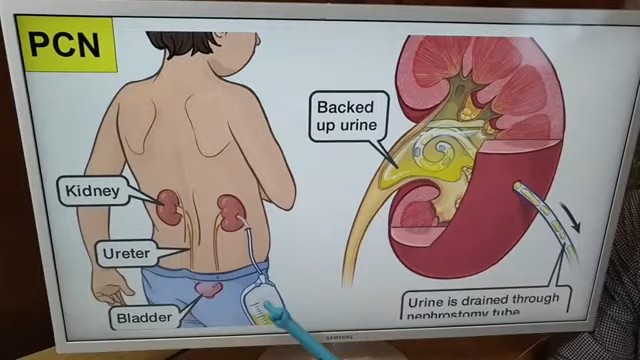 PCN
Kidney
Ureter
Bladder
Backed
up urine
Urine is drained through
nephrostomy tube
SAMSUNG